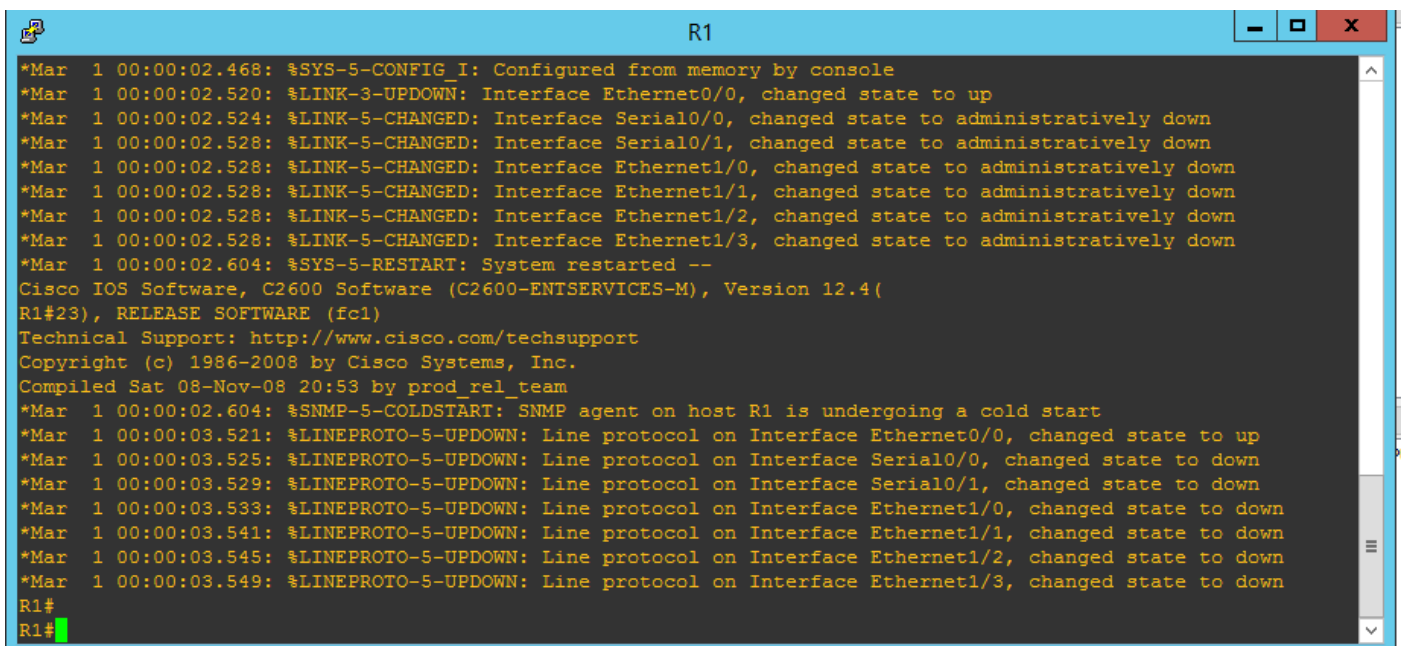 R1
*Mar  1 00:00:02.468: %SYS-5-CONFIG_I: Configured from memory by console
*Mar  1 00:00:02.520: %LINK-3-UPDOWN: Interface Ethernet0/0, changed state to up
*Mar  1 00:00:02.524: %LINK-5-CHANGED: Interface Serial0/0, changed state to administratively down
*Mar  1 00:00:02.528: %LINK-5-CHANGED: Interface Serial0/1, changed state to administratively down
*Mar  1 00:00:02.528: %LINK-5-CHANGED: Interface Ethernet1/0, changed state to administratively down
*Mar  1 00:00:02.528: %LINK-5-CHANGED: Interface Ethernet1/1, changed state to administratively down
*Mar  1 00:00:02.528: %LINK-5-CHANGED: Interface Ethernet1/2, changed state to administratively down
*Mar  1 00:00:02.528: %LINK-5-CHANGED: Interface Ethernet1/3, changed state to administratively down
*Mar  1 00:00:02.604: %SYS-5-RESTART: System restarted --
Cisco IOS Software, C2600 Software (C2600-ENTSERVICES-M), Version 12.4(
R1#23), RELEASE SOFTWARE (fc1)
Technical Support: http://www.cisco.com/techsupport
Copyright (c) 1986-2008 by Cisco Systems, Inc.
Compiled Sat 08-Nov-08 20:53 by prod_rel_team
*Mar  1 00:00:02.604: %SNMP-5-COLDSTART: SNMP agent on host R1 is undergoing a cold start
*Mar  1 00:00:03.521: %LINEPROTO-5-UPDOWN: Line protocol on Interface Ethernet0/0, changed state to up
*Mar  1 00:00:03.525: %LINEPROTO-5-UPDOWN: Line protocol on Interface Serial0/0, changed state to down
*Mar  1 00:00:03.529: %LINEPROTO-5-UPDOWN: Line protocol on Interface Serial0/1, changed state to down
*Mar  1 00:00:03.533: %LINEPROTO-5-UPDOWN: Line protocol on Interface Ethernet1/0, changed state to down
*Mar  1 00:00:03.541: %LINEPROTO-5-UPDOWN: Line protocol on Interface Ethernet1/1, changed state to down
*Mar  1 00:00:03.545: %LINEPROTO-5-UPDOWN: Line protocol on Interface Ethernet1/2, changed state to down
*Mar  1 00:00:03.549: %LINEPROTO-5-UPDOWN: Line protocol on Interface Ethernet1/3, changed state to down
R1#
R1#